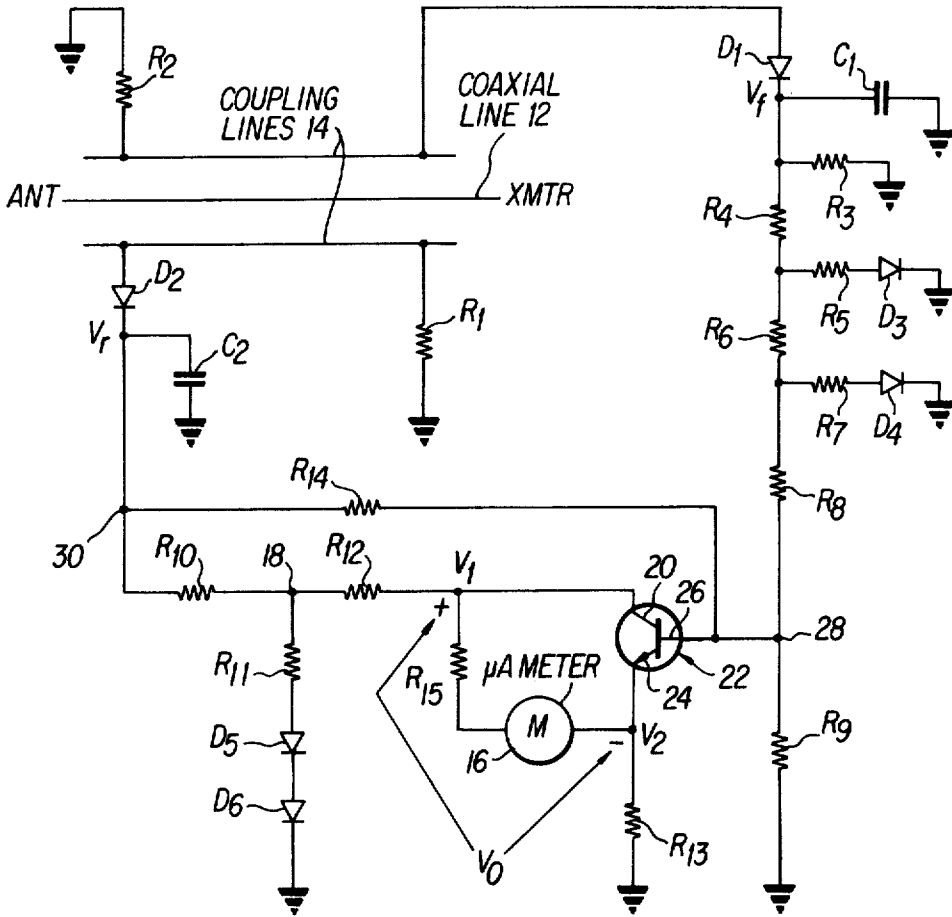 R2
COUPLING
LINES 14
COAXIAL
LINE 12
D1
C1
Vf
ANT
XMTR
R3
R4
D2
R5
D3
Vr
C2
R1
R6
R7
D4
R14
R8
30
R10
18
R12
V1
20
26
28
+
R11
R15
μA METER
24
22
D5
M
16
−
V2
R9
D6
R13
V0